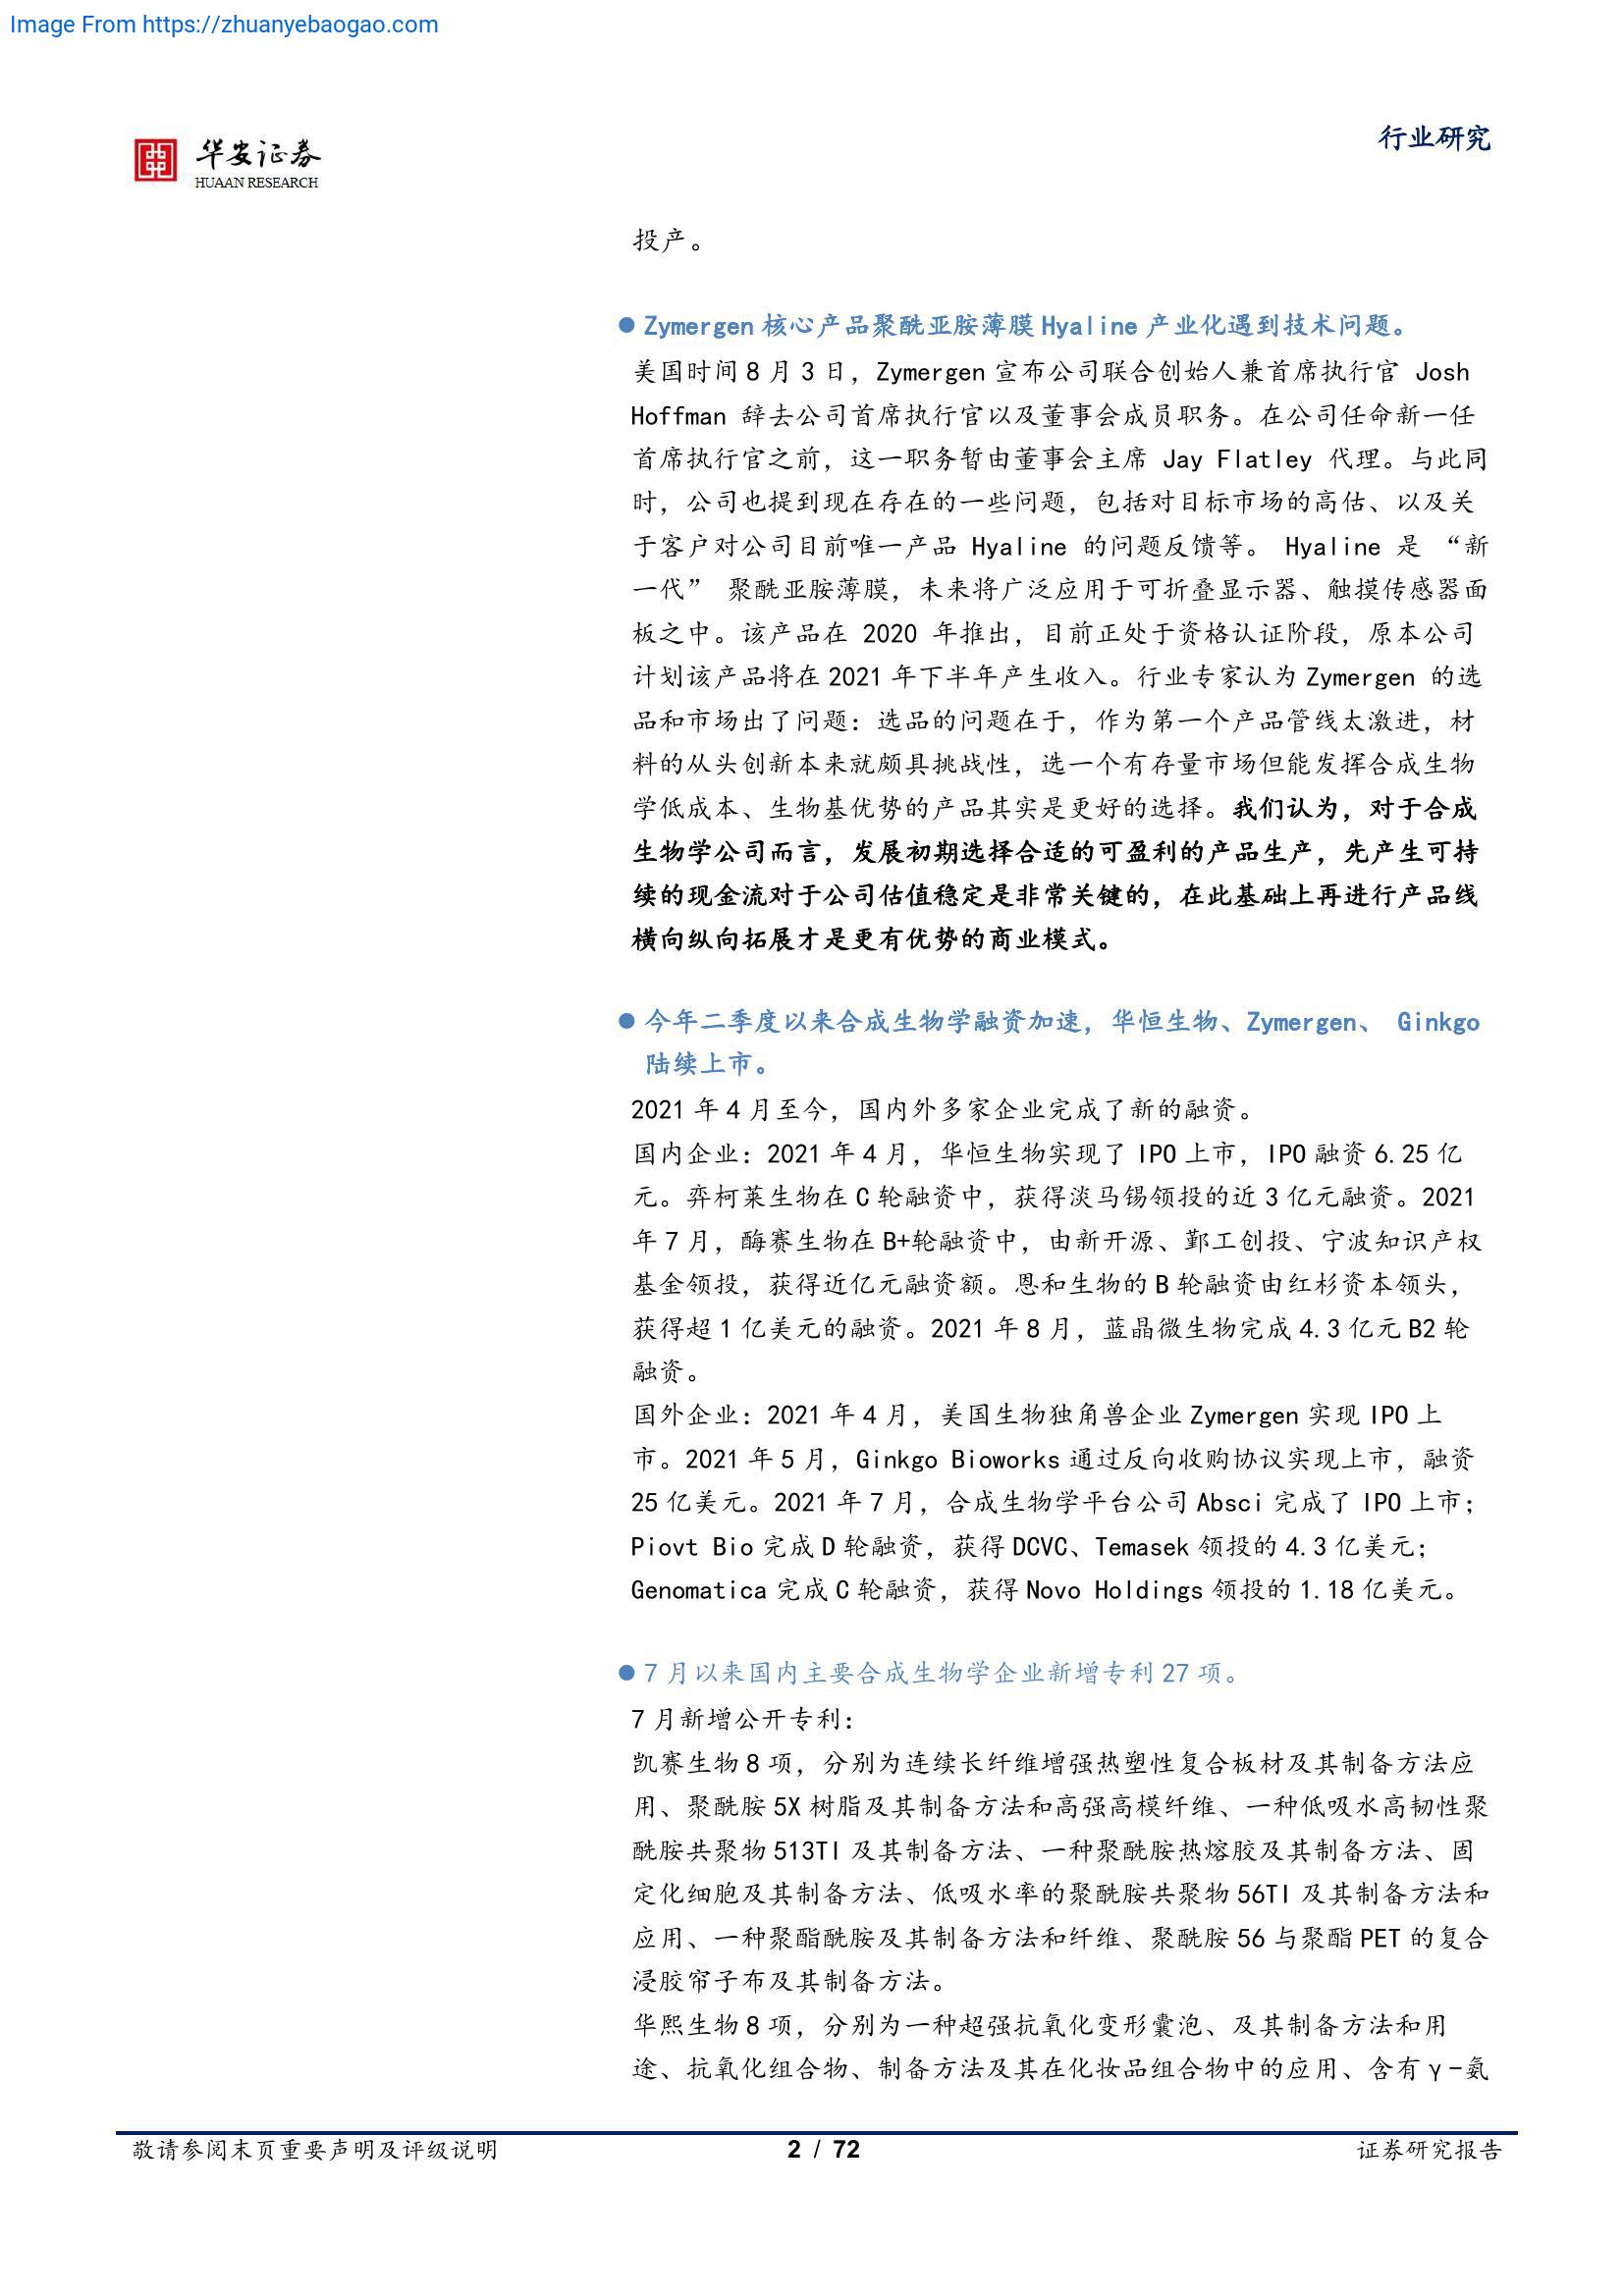 Image From https://zhuanyebaogao.com
华安证券
HUAAN RESEARCH
行业研究
投产。
● Zymergen 核心产品聚酰亚胺薄膜 Hyaline 产业化遇到技术问题。
美国时间 8 月 3 日，Zymergen 宣布公司联合创始人兼首席执行官 Josh
Hoffman 辞去公司首席执行官以及董事会成员职务。在公司任命新一任
首席执行官之前，这一职务暂由董事会主席 Jay Flatley 代理。与此同
时，公司也提到现在存在的一些问题，包括对目标市场的高估、以及关
于客户对公司目前唯一产品 Hyaline 的问题反馈等。 Hyaline 是 “新
一代” 聚酰亚胺薄膜，未来将广泛应用于可折叠显示器、触摸传感器面
板之中。该产品在 2020 年推出，目前正处于资格认证阶段，原本公司
计划该产品将在 2021 年下半年产生收入。行业专家认为 Zymergen 的选
品和市场出了问题：选品的问题在于，作为第一个产品管线太激进，材
料的从头创新本来就颇具挑战性，选一个有存量市场但能发挥合成生物
学低成本、生物基优势的产品其实是更好的选择。我们认为，对于合成
生物学公司而言，发展初期选择合适的可盈利的产品生产，先产生可持
续的现金流对于公司估值稳定是非常关键的，在此基础上再进行产品线
横向纵向拓展才是更有优势的商业模式。
● 今年二季度以来合成生物学融资加速，华恒生物、Zymergen、 Ginkgo
陆续上市。
2021 年 4 月至今，国内外多家企业完成了新的融资。
国内企业：2021 年 4 月，华恒生物实现了 IPO 上市，IPO 融资 6.25 亿
元。弈柯莱生物在 C 轮融资中，获得淡马锡领投的近 3 亿元融资。2021
年 7 月，酶赛生物在 B+轮融资中，由新开源、鄞工创投、宁波知识产权
基金领投，获得近亿元融资额。恩和生物的 B 轮融资由红杉资本领头，
获得超 1 亿美元的融资。2021 年 8 月，蓝晶微生物完成 4.3 亿元 B2 轮
融资。
国外企业：2021 年 4 月，美国生物独角兽企业 Zymergen 实现 IPO 上
市。2021 年 5 月，Ginkgo Bioworks 通过反向收购协议实现上市，融资
25 亿美元。2021 年 7 月，合成生物学平台公司 Absci 完成了 IPO 上市；
Piovt Bio 完成 D 轮融资，获得 DCVC、Temasek 领投的 4.3 亿美元；
Genomatica 完成 C 轮融资，获得 Novo Holdings 领投的 1.18 亿美元。
● 7 月以来国内主要合成生物学企业新增专利 27 项。
7 月新增公开专利：
凯赛生物 8 项，分别为连续长纤维增强热塑性复合板材及其制备方法应
用、聚酰胺 5X 树脂及其制备方法和高强高模纤维、一种低吸水高韧性聚
酰胺共聚物 513TI 及其制备方法、一种聚酰胺热熔胶及其制备方法、固
定化细胞及其制备方法、低吸水率的聚酰胺共聚物 56TI 及其制备方法和
应用、一种聚酯酰胺及其制备方法和纤维、聚酰胺 56 与聚酯 PET 的复合
浸胶帘子布及其制备方法。
华熙生物 8 项，分别为一种超强抗氧化变形囊泡、及其制备方法和用
途、抗氧化组合物、制备方法及其在化妆品组合物中的应用、含有 γ-氨
敬请参阅末页重要声明及评级说明
2 / 72
证券研究报告